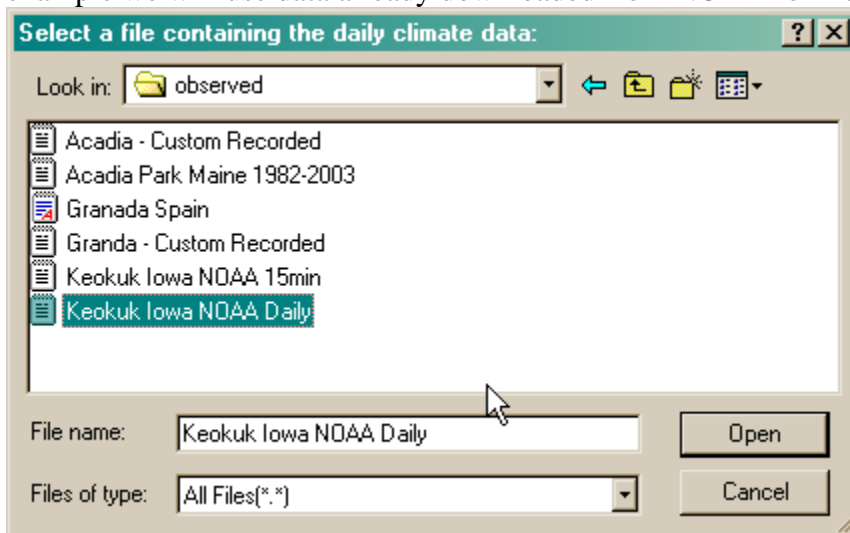 Select a file containing the daily climate data:
Look in: observed
Acadia - Custom Recorded
Acadia Park Maine 1982-2003
Granada Spain
Granda - Custom Recorded
Keokuk Iowa NOAA 15min
Keokuk Iowa NOAA Daily
File name: Keokuk Iowa NOAA Daily Open
Files of type: All Files(*.*) Cancel